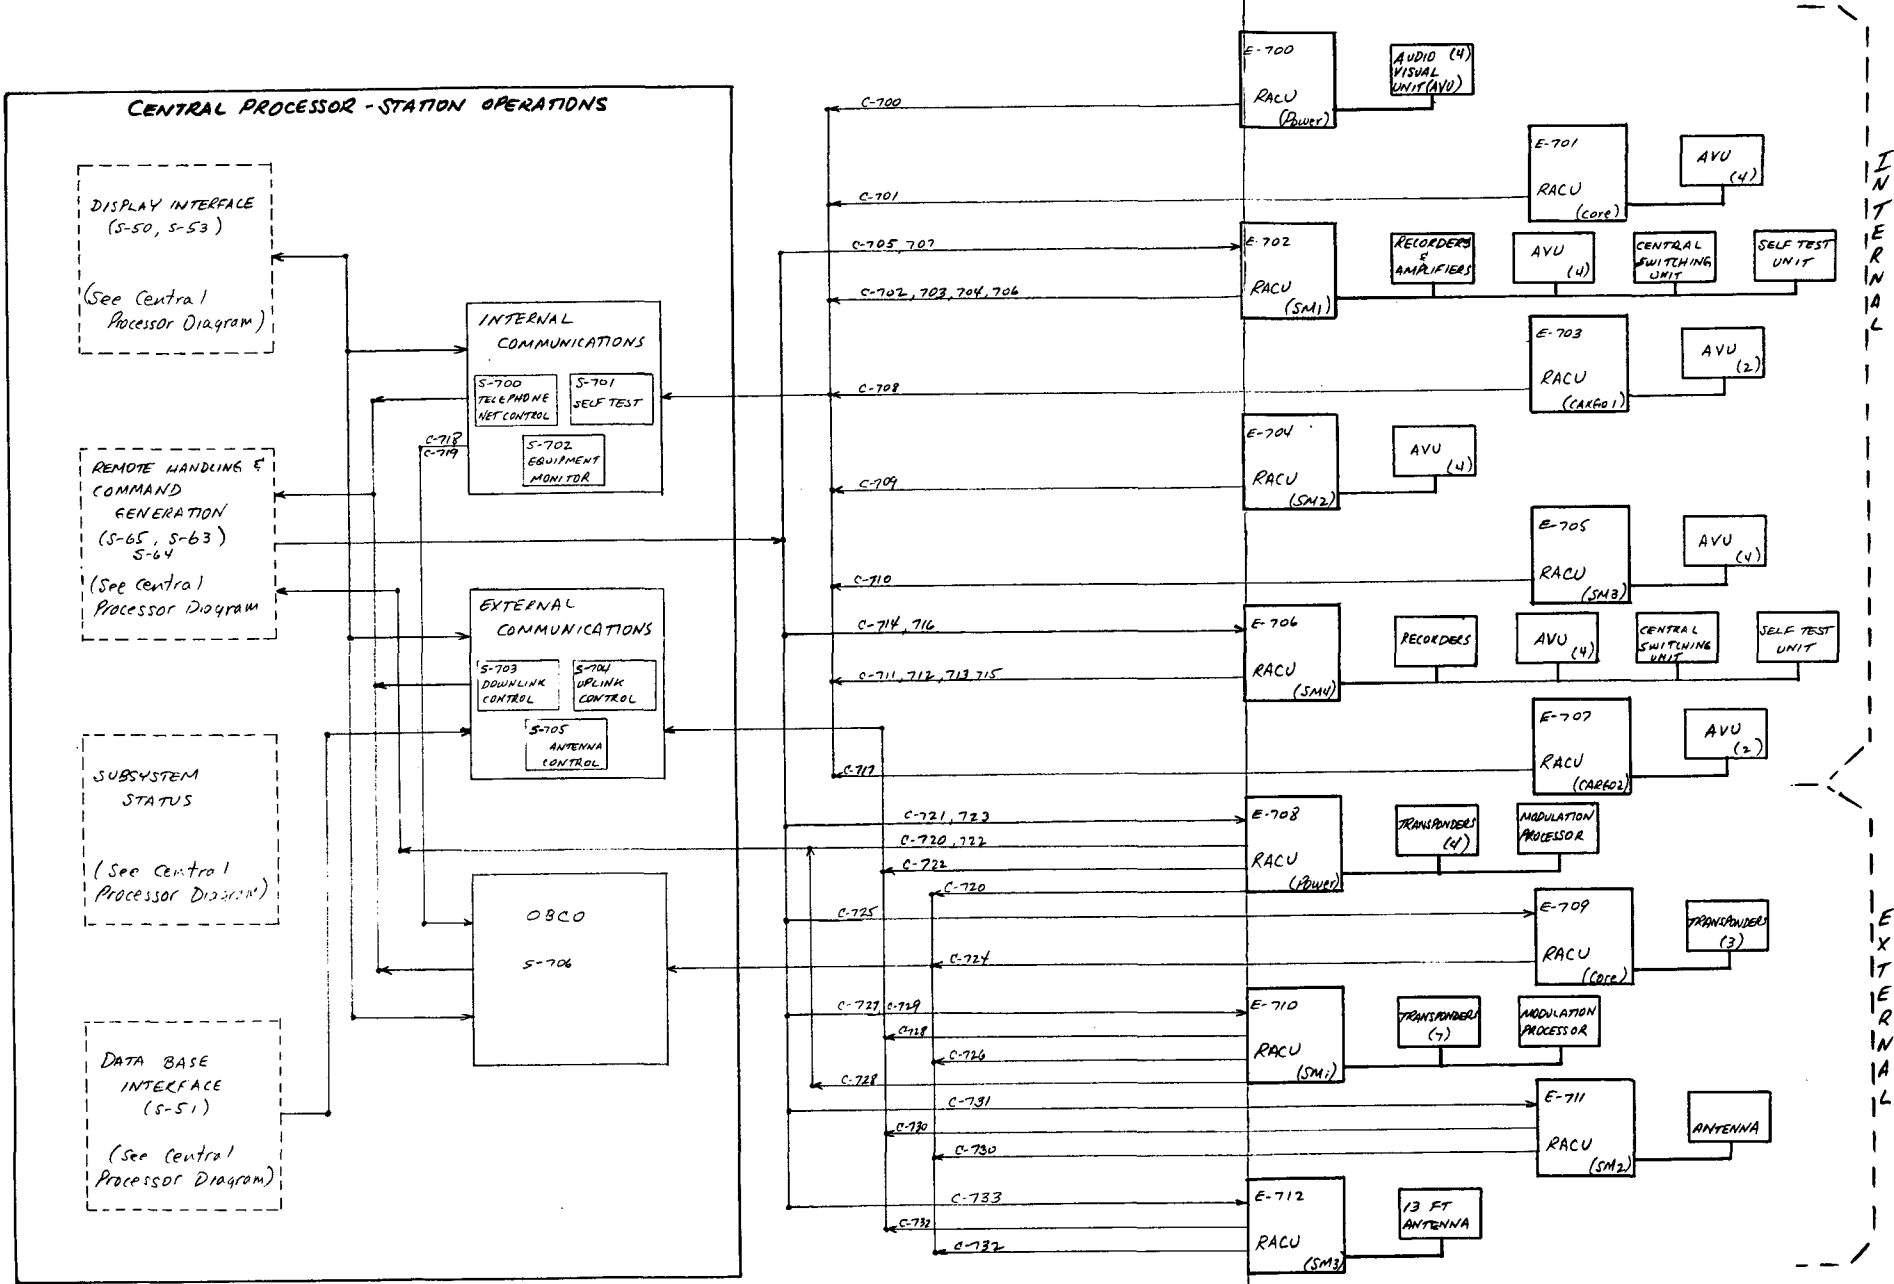 CENTRAL PROCESSOR - STATION OPERATIONS
DISPLAY INTERFACE
(S-50, S-53)
(See Central
Processor Diagram)
REMOTE HANDLING &
COMMAND
GENERATION
(S-65, S-63)
S-64
(See Central
Processor Diagram
SUBSYSTEM
STATUS
(See Central
Processor Diagram)
DATA BASE
INTERFACE
(S-51)
(See Central
Processor Diagram)
INTERNAL
COMMUNICATIONS
S-700
TELEPHONE
NET CONTROL
S-701
SELF TEST
S-702
EQUIPMENT
MONITOR
C-718
C-719
EXTERNAL
COMMUNICATIONS
S-703
DOWNLINK
CONTROL
S-704
UPLINK
CONTROL
S-705
ANTENNA
CONTROL
OBCO
S-706
C-700
C-701
C-705, 707
C-702, 703, 704, 706
C-708
C-709
C-710
C-714, 716
C-711, 712, 713, 715
C-717
C-721, 723
C-720, 722
C-722
C-720
C-725
C-724
C-727, C-729
C-728
C-726
C-728
C-731
C-730
C-730
C-733
C-732
C-732
E-700
RACU
(Power)
AUDIO (4)
VISUAL
UNIT (AVU)
E-701
RACU
(core)
AVU
(4)
E-702
RACU
(SM1)
RECORDERS
&
AMPLIFIERS
AVU
(4)
CENTRAL
SWITCHING
UNIT
SELF TEST
UNIT
E-703
RACU
(CARGO1)
AVU
(2)
E-704
RACU
(SM2)
AVU
(4)
E-705
RACU
(SM3)
AVU
(4)
E-706
RACU
(SM4)
RECORDERS
AVU
(4)
CENTRAL
SWITCHING
UNIT
SELF TEST
UNIT
E-707
RACU
(CARGO2)
AVU
(2)
E-708
RACU
(Power)
TRANSPONDERS
(4)
MODULATION
PROCESSOR
E-709
RACU
(Core)
TRANSPONDERS
(3)
E-710
RACU
(SM1)
TRANSPONDERS
(7)
MODULATION
PROCESSOR
E-711
RACU
(SM2)
ANTENNA
E-712
RACU
(SM3)
13 FT
ANTENNA
INTERNAL
EXTERNAL